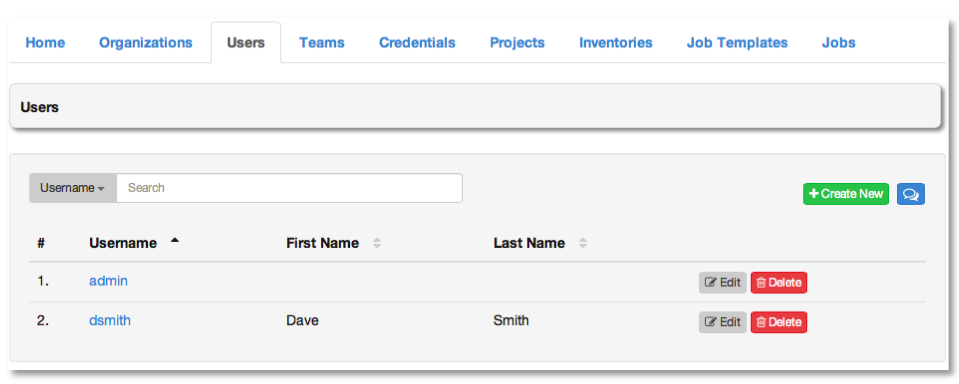 Home Organizations Users Teams Credentials Projects Inventories Job Templates Jobs
Users
Username Search
Create New
# Username First Name Last Name
1. admin Edit Delete
2. dsmith Dave Smith Edit Delete